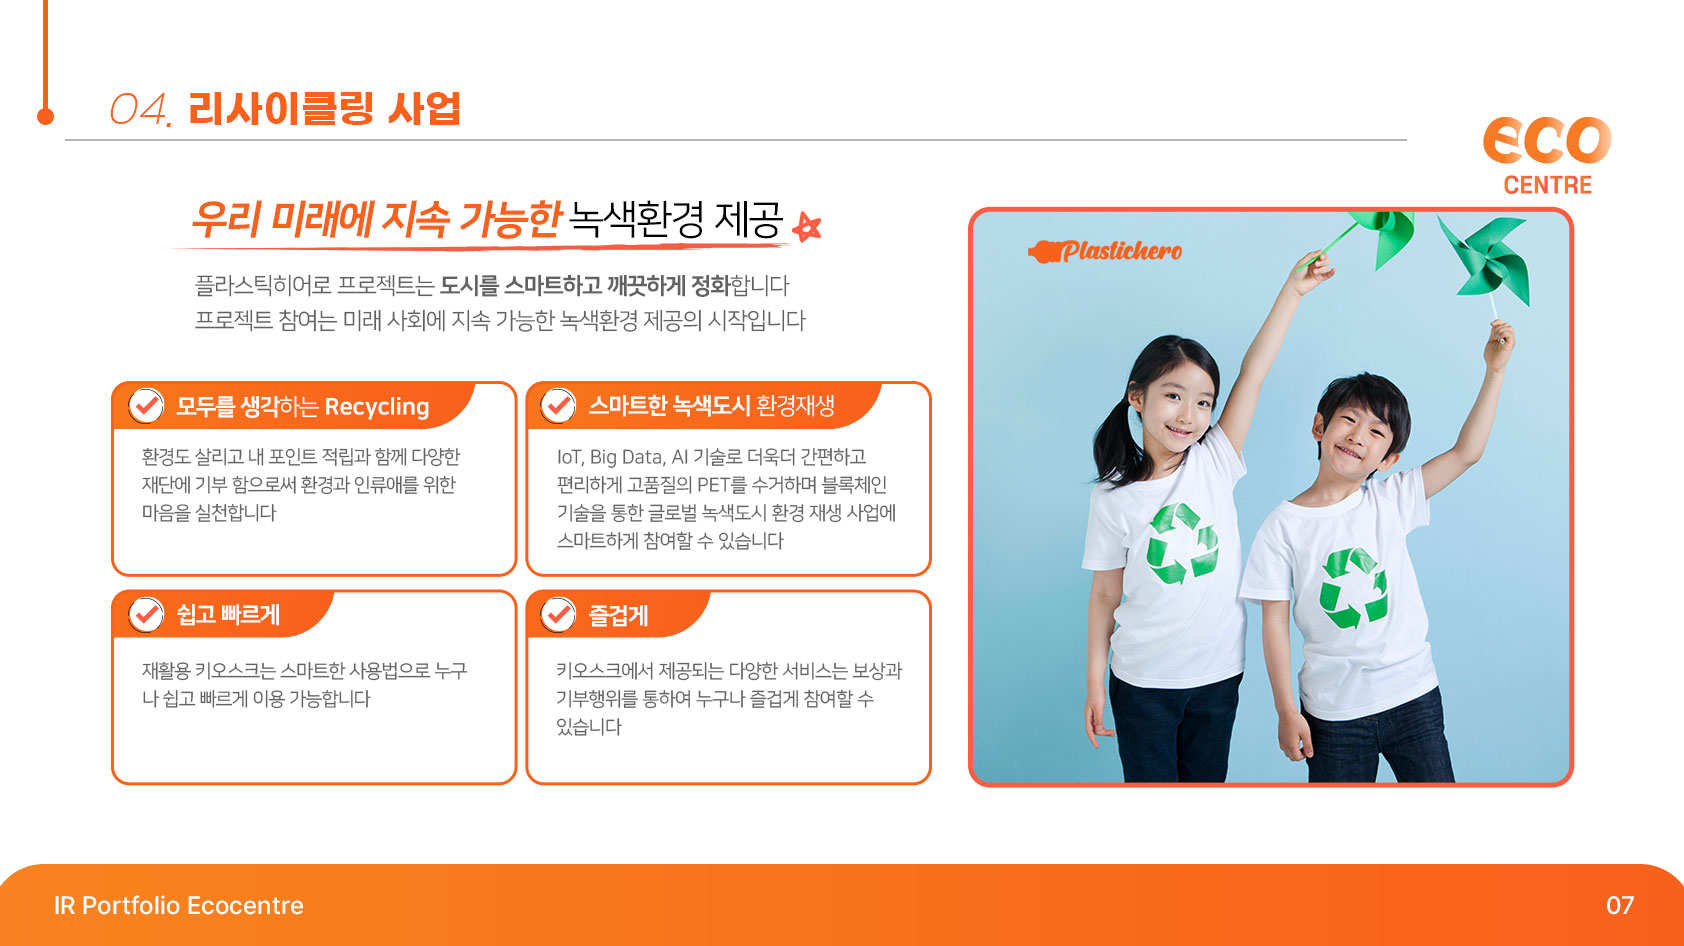 04. 리사이클링 사업
eco
CENTRE
우리 미래에 지속 가능한 녹색환경 제공
플라스틱히어로 프로젝트는 도시를 스마트하고 깨끗하게 정화합니다
프로젝트 참여는 미래 사회에 지속 가능한 녹색환경 제공의 시작입니다
Plastichero
모두를 생각하는 Recycling
환경도 살리고 내 포인트 적립과 함께 다양한
재단에 기부 함으로써 환경과 인류애를 위한
마음을 실천합니다
스마트한 녹색도시 환경재생
IoT, Big Data, AI 기술로 더욱더 간편하고
편리하게 고품질의 PET를 수거하며 블록체인
기술을 통한 글로벌 녹색도시 환경 재생 사업에
스마트하게 참여할 수 있습니다
쉽고 빠르게
재활용 키오스크는 스마트한 사용법으로 누구
나 쉽고 빠르게 이용 가능합니다
즐겁게
키오스크에서 제공되는 다양한 서비스는 보상과
기부행위를 통하여 누구나 즐겁게 참여할 수
있습니다
IR Portfolio Ecocentre
07